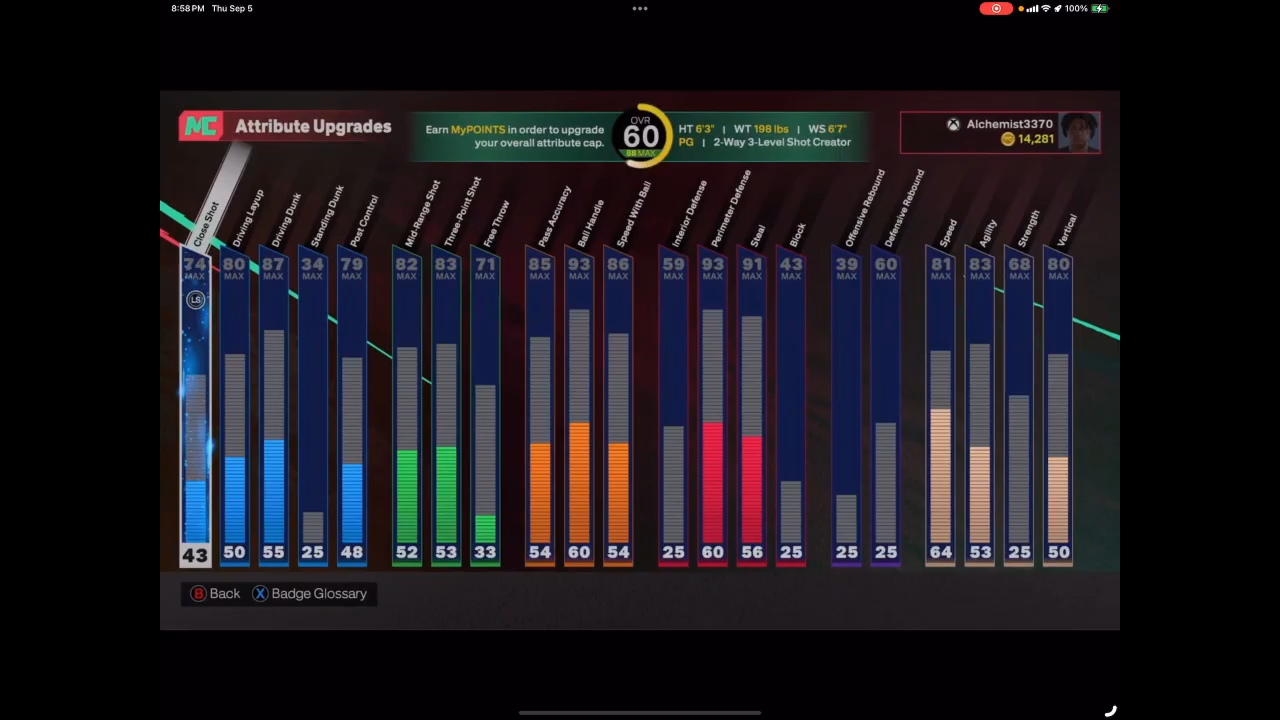 8:58 PM Thu Sep 5
100%
MC Attribute Upgrades
Earn MyPOINTS in order to upgrade
your overall attribute cap.
OVR
60
88 MAX
HT 6'3" | WT 198 lbs | WS 6'7"
PG | 2-Way 3-Level Shot Creator
Alchemist3370
14,281
Close Shot
Driving Layup
Driving Dunk
Standing Dunk
Post Control
Mid-Range Shot
Three-Point Shot
Free Throw
Pass Accuracy
Ball Handle
Speed With Ball
Interior Defense
Perimeter Defense
Steal
Block
Offensive Rebound
Defensive Rebound
Speed
Agility
Strength
Vertical
74 80 87 34 79 82 83 71 85 93 86 59 93 91 43 39 60 81 83 68 80
MAX MAX MAX MAX MAX MAX MAX MAX MAX MAX MAX MAX MAX MAX MAX MAX MAX MAX MAX MAX MAX
LS
43 50 55 25 48 52 53 33 54 60 54 25 60 56 25 25 25 64 53 25 50
B Back X Badge Glossary